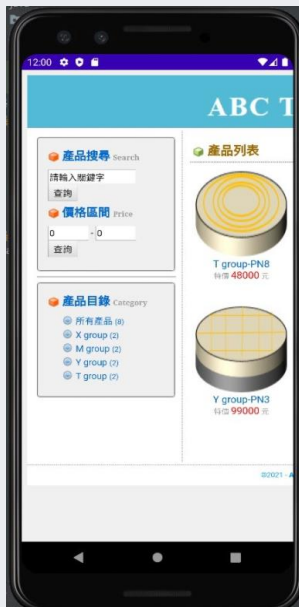 12:00
ABC T
產品搜尋 Search
請輸入關鍵字
查詢
價格區間 Price
0 - 0
查詢
產品目錄 Category
所有產品 (8)
X group (2)
M group (2)
Y group (2)
T group (2)
產品列表
T group-PN8
特價 48000 元
Y group-PN3
特價 99000 元
©2021 - A